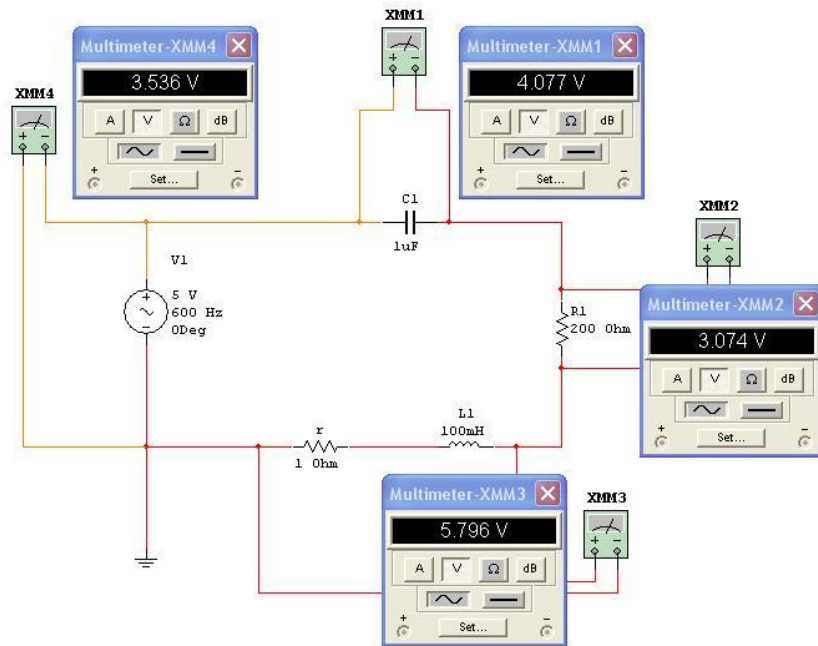 XMM1
Multimeter-XMM4
3.536 V
A V Ω dB
+ Set... -
Multimeter-XMM1
4.077 V
A V Ω dB
+ Set... -
XMM4
+ -
+ -
C1
1uF
XMM2
+ -
V1
5 V
600 Hz
0Deg
R1
200 Ohm
Multimeter-XMM2
3.074 V
A V Ω dB
+ Set... -
r
1 Ohm
L1
100mH
Multimeter-XMM3
5.796 V
A V Ω dB
+ Set... -
XMM3
+ -